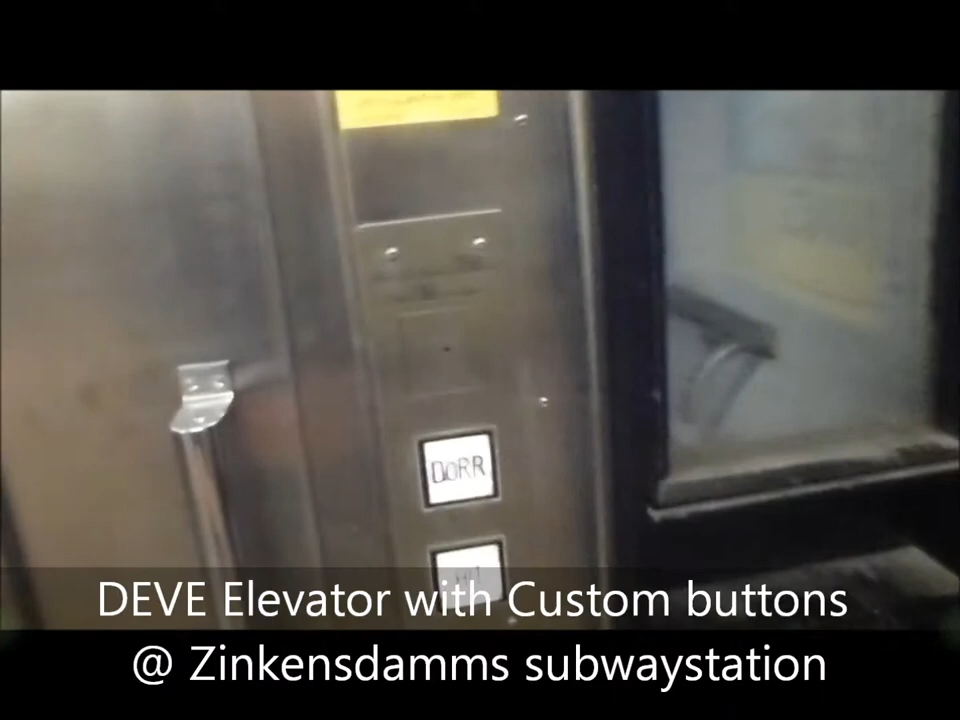 DoRR
DEVE Elevator with Custom buttons
@ Zinkensdamms subwaystation